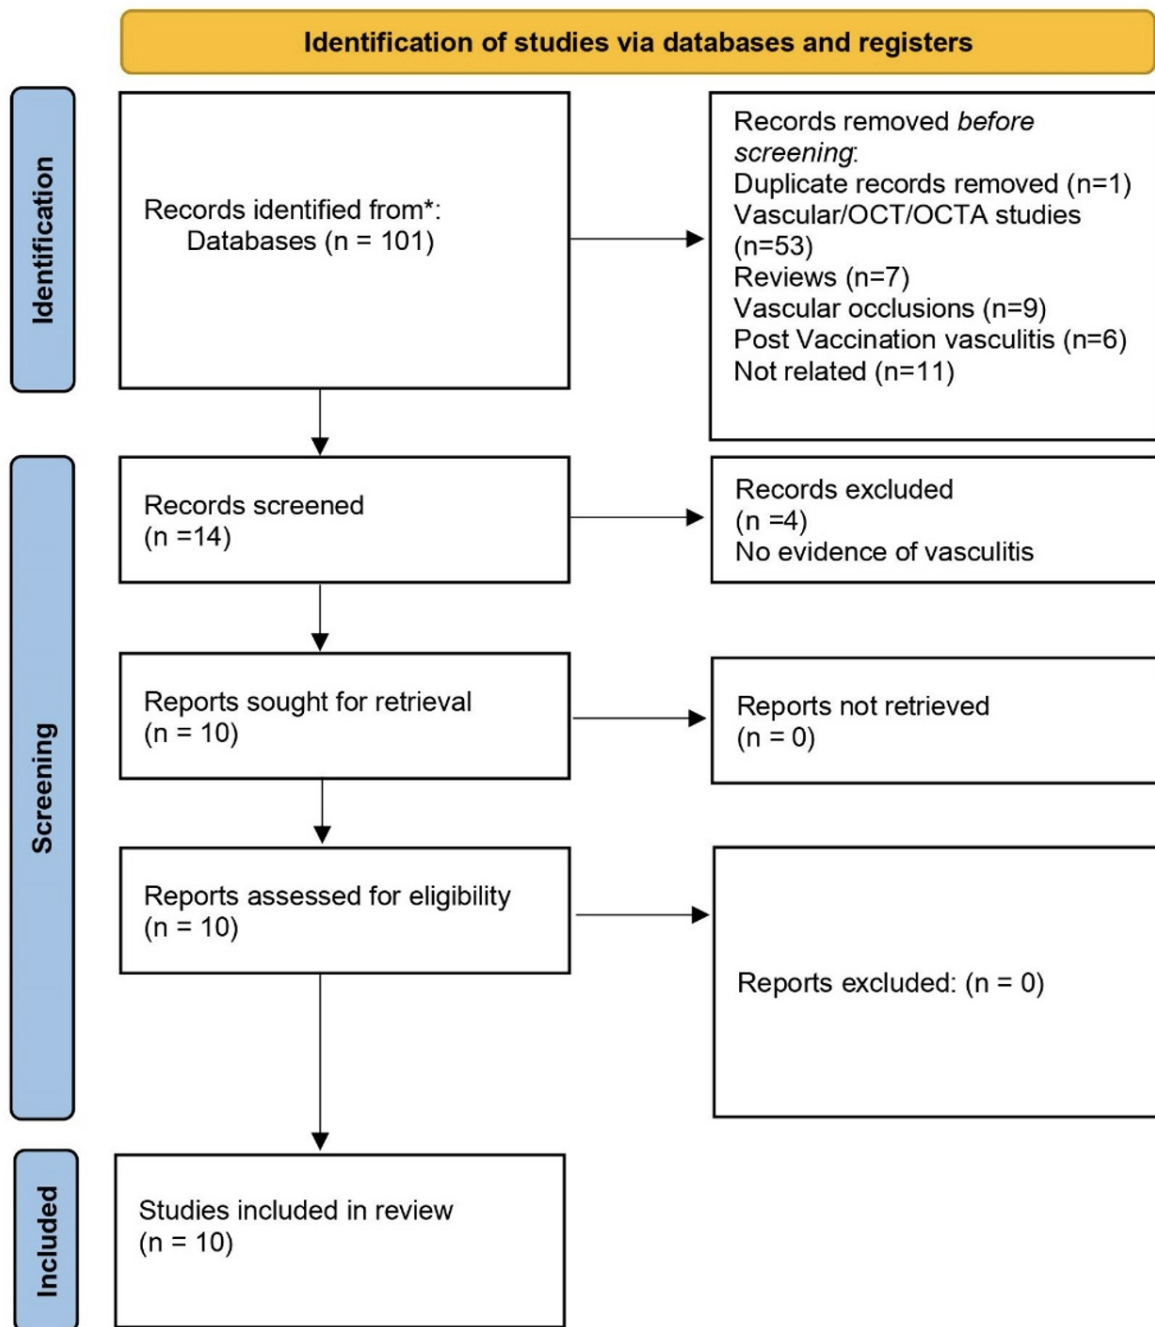 Identification of studies via databases and registers
Identification
Records identified from*:
Databases (n = 101)
Records removed before
screening:
Duplicate records removed (n=1)
Vascular/OCT/OCTA studies
(n=53)
Reviews (n=7)
Vascular occlusions (n=9)
Post Vaccination vasculitis (n=6)
Not related (n=11)
Screening
Records screened
(n =14)
Records excluded
(n =4)
No evidence of vasculitis
Reports sought for retrieval
(n = 10)
Reports not retrieved
(n = 0)
Reports assessed for eligibility
(n = 10)
Reports excluded: (n = 0)
Included
Studies included in review
(n = 10)